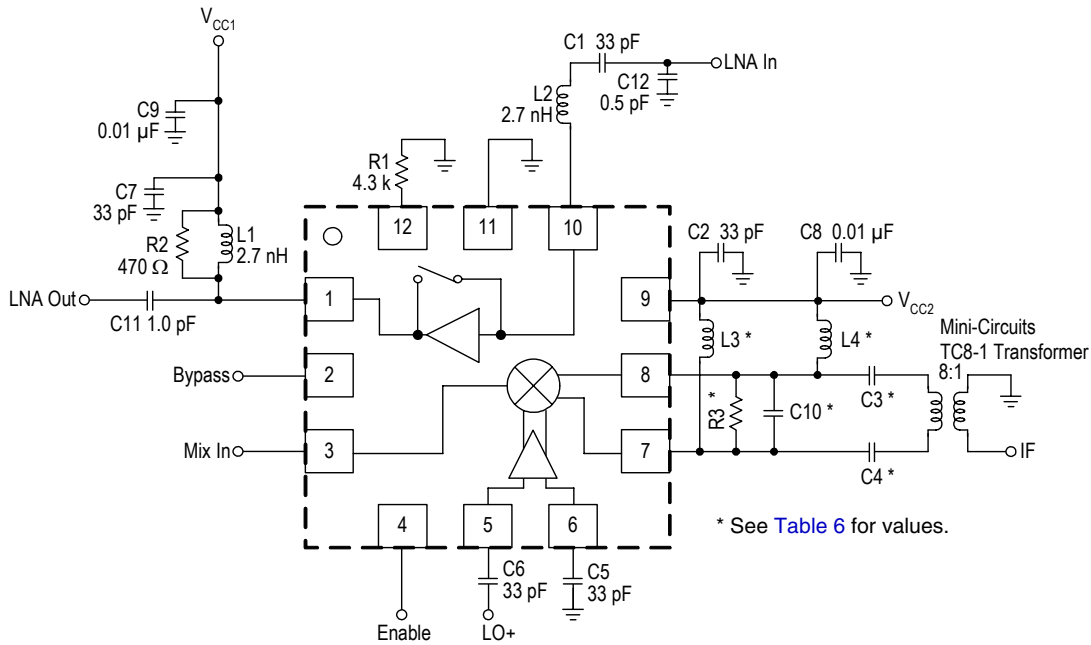 VCC1
C1 33 pF
LNA In
C12
0.5 pF
L2
2.7 nH
C9
0.01 µF
R1
4.3 k
C7
33 pF
R2
470 Ω
L1
2.7 nH
12
11
10
C2 33 pF
C8 0.01 µF
LNA Out
C11 1.0 pF
1
9
VCC2
L3 *
L4 *
Mini-Circuits
TC8-1 Transformer
8:1
Bypass
2
8
R3 *
C10 *
C3 *
Mix In
3
7
C4 *
IF
4
5
6
* See Table 6 for values.
C6
33 pF
C5
33 pF
Enable
LO+